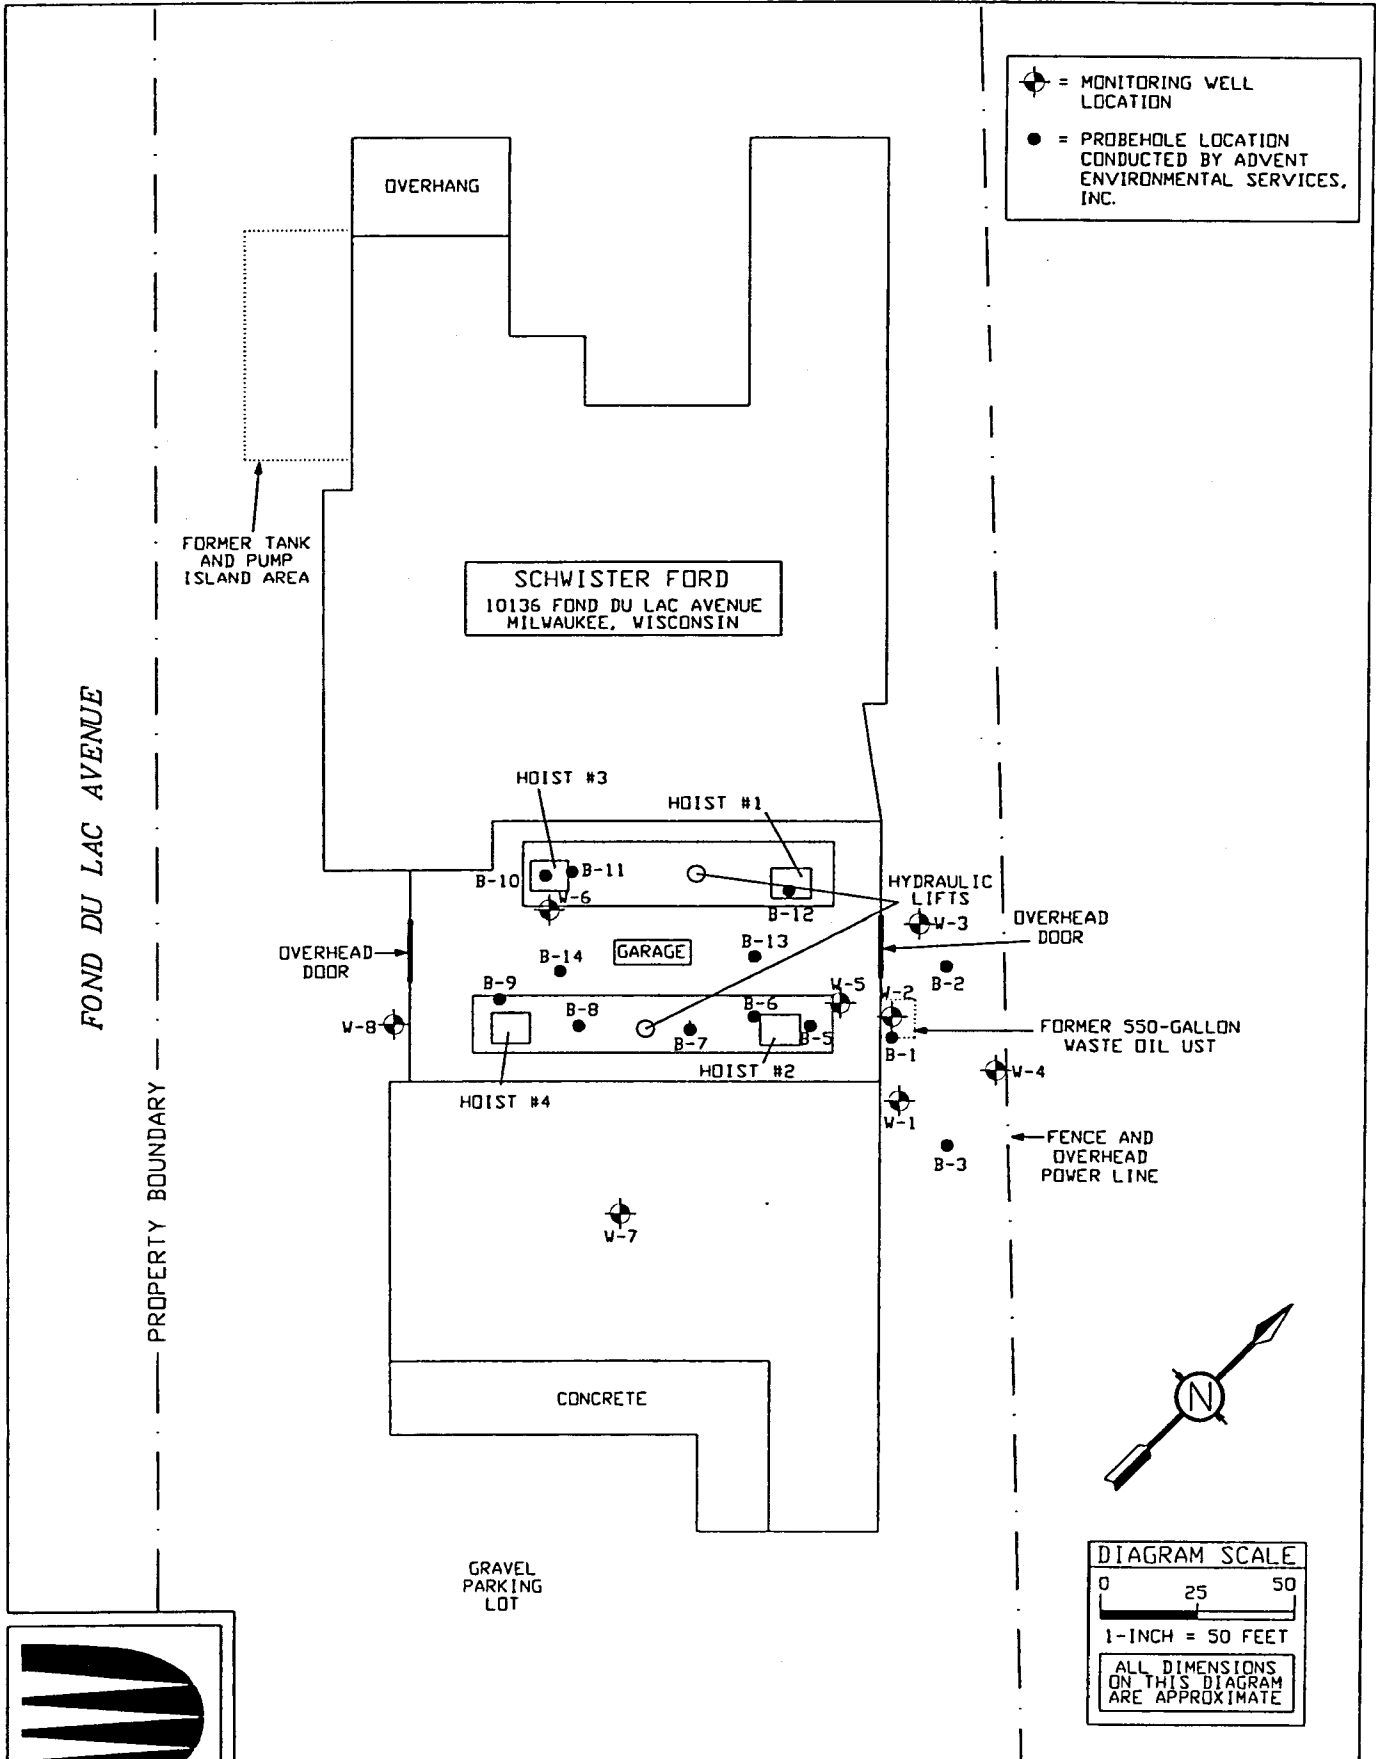 = MONITORING WELL
LOCATION
= PROBEHOLE LOCATION
CONDUCTED BY ADVENT
ENVIRONMENTAL SERVICES,
INC.
OVERHANG
FORMER TANK
AND PUMP
ISLAND AREA
SCHWISTER FORD
10136 FOND DU LAC AVENUE
MILWAUKEE, WISCONSIN
FOND DU LAC AVENUE
PROPERTY BOUNDARY
HOIST #3
HOIST #1
B-10
B-11
W-6
B-12
HYDRAULIC
LIFTS
W-3
OVERHEAD
DOOR
OVERHEAD
DOOR
GARAGE
B-13
B-14
B-2
B-9
B-8
B-6
W-5
W-2
W-8
B-7
B-5
B-1
FORMER 550-GALLON
WASTE OIL UST
HOIST #2
HOIST #4
W-4
W-1
B-3
FENCE AND
OVERHEAD
POWER LINE
W-7
CONCRETE
N
GRAVEL
PARKING
LOT
DIAGRAM SCALE
0 25 50
1-INCH = 50 FEET
ALL DIMENSIONS
ON THIS DIAGRAM
ARE APPROXIMATE